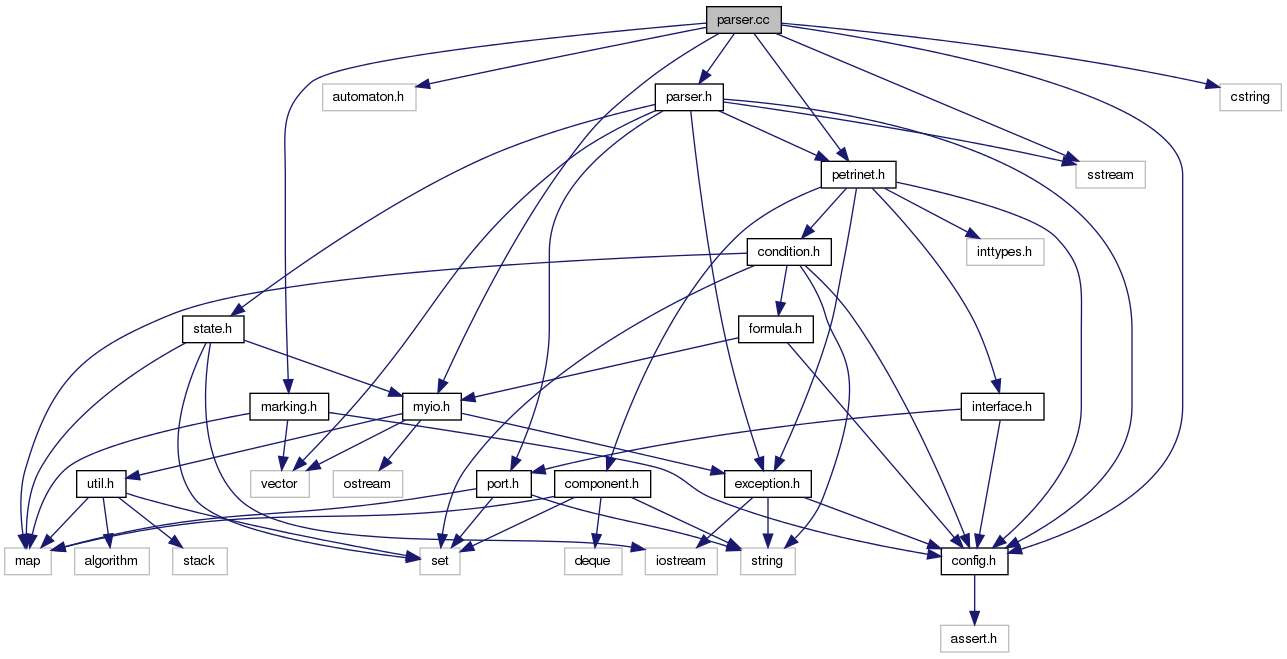 parser.cc
automaton.h
parser.h
cstring
petrinet.h
sstream
condition.h
inttypes.h
state.h
formula.h
marking.h
myio.h
interface.h
util.h
vector
ostream
port.h
component.h
exception.h
map
algorithm
stack
set
deque
iostream
string
config.h
assert.h